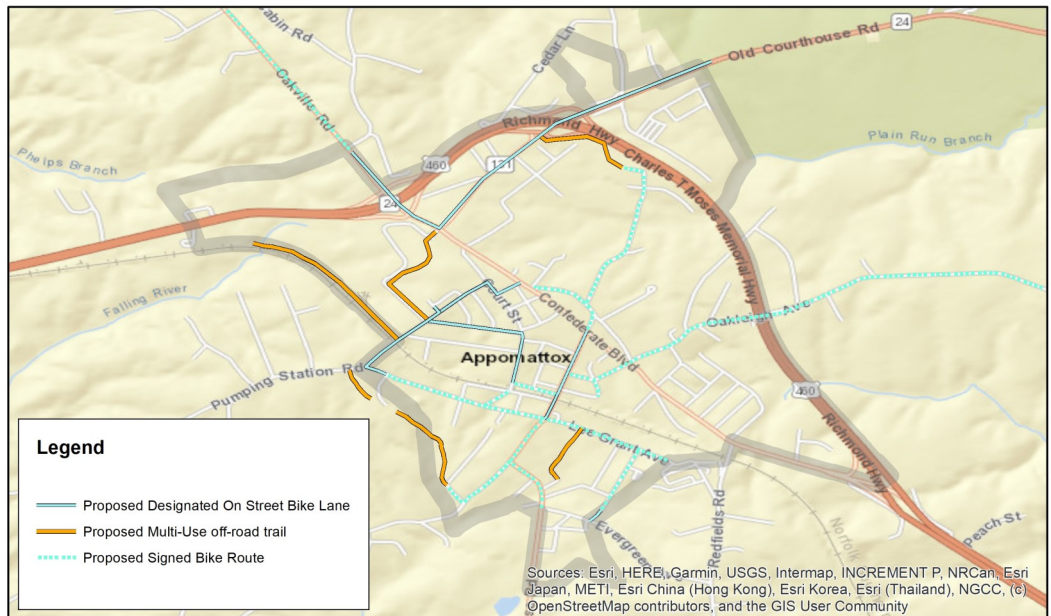 Cabin Rd
Cedar Ln
24
Old Courthouse Rd
Oakville Rd
Richmond Hwy
Charles T Moses Memorial Hwy
Plain Run Branch
Phelps Branch
460
131
24
Falling River
Court St
Confederate Blvd
Oakleigh Ave
Appomattox
Pumping Station Rd
460
Lee Grant Ave
Richmond Hwy
Redfields Rd
Evergreen
Norfolk
Peach St
Legend
Proposed Designated On Street Bike Lane
Proposed Multi-Use off-road trail
Proposed Signed Bike Route
Sources: Esri, HERE, Garmin, USGS, Intermap, INCREMENT P, NRCan, Esri
Japan, METI, Esri China (Hong Kong), Esri Korea, Esri (Thailand), NGCC, (c)
OpenStreetMap contributors, and the GIS User Community